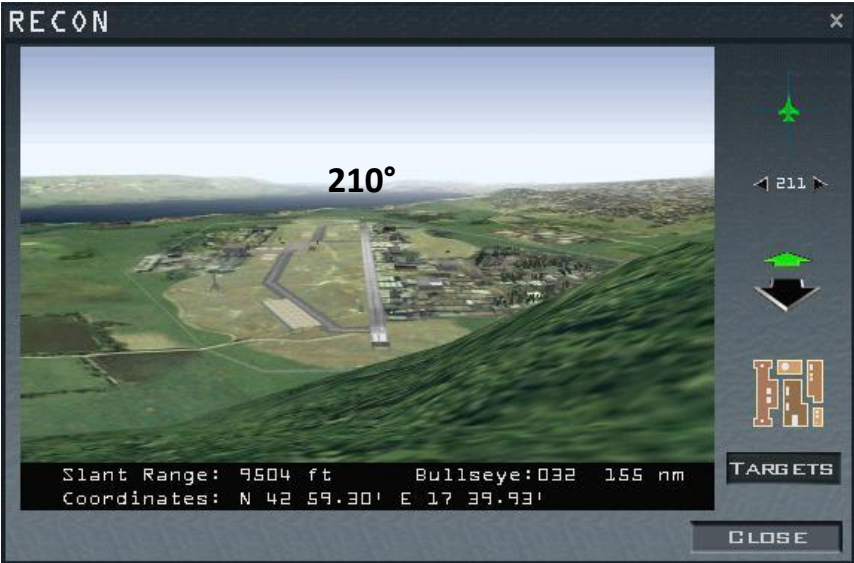 RECON
x
210°
211
Slant Range: 9504 ft Bullseye:032 155 nm
Coordinates: N 42 59.30' E 17 39.93'
TARGETS
CLOSE